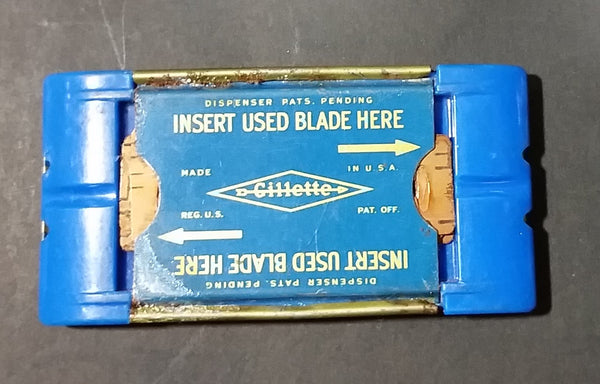 DISPENSER PATS. PENDING
INSERT USED BLADE HERE
MADE IN U.S.A.
Gillette
REG. U.S. PAT. OFF.
INSERT USED BLADE HERE
DISPENSER PATS. PENDING